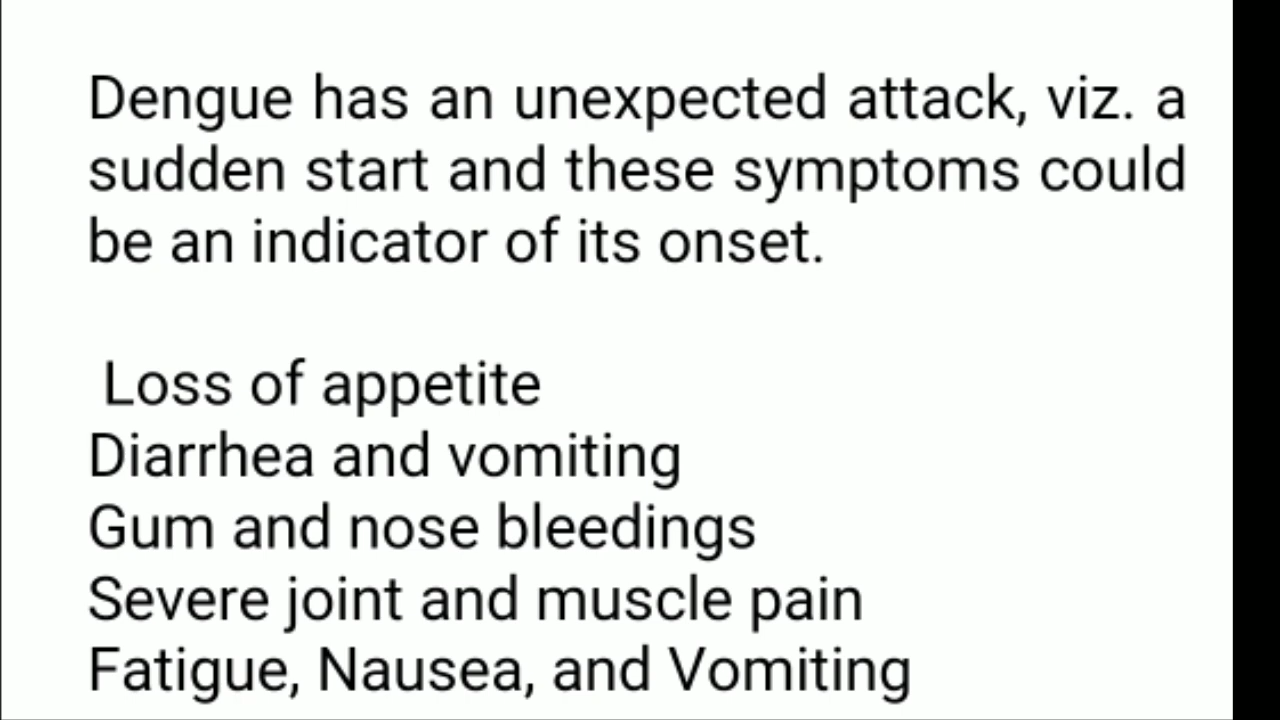 Dengue has an unexpected attack, viz. a
sudden start and these symptoms could
be an indicator of its onset.
Loss of appetite
Diarrhea and vomiting
Gum and nose bleedings
Severe joint and muscle pain
Fatigue, Nausea, and Vomiting